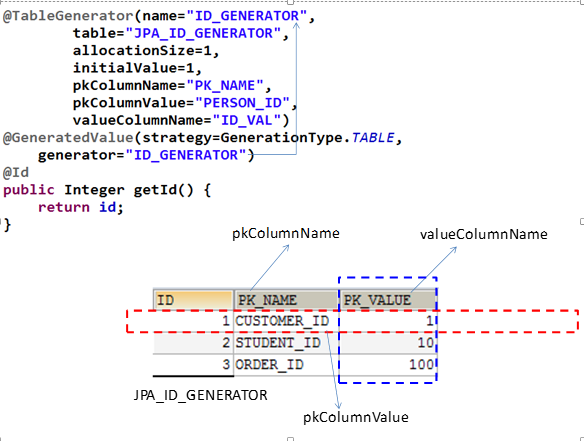 @TableGenerator(name="ID_GENERATOR",
table="JPA_ID_GENERATOR",
allocationSize=1,
initialValue=1,
pkColumnName="PK_NAME",
pkColumnValue="PERSON_ID",
valueColumnName="ID_VAL")
@GeneratedValue(strategy=GenerationType.TABLE,
generator="ID_GENERATOR")
@Id
public Integer getId() {
return id;
}
pkColumnName valueColumnName
ID PK_NAME PK_VALUE
1 CUSTOMER_ID 1
2 STUDENT_ID 10
3 ORDER_ID 100
JPA_ID_GENERATOR
pkColumnValue